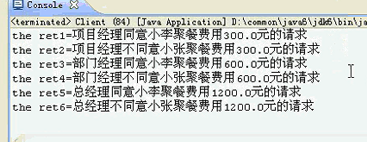 Console
<terminated> Client (84) [Java Application] D:\common\java6\jdk6\bin\ja
the ret1=项目经理同意小李聚餐费用300.0元的请求
the ret2=项目经理不同意小张聚餐费用300.0元的请求
the ret3=部门经理同意小李聚餐费用600.0元的请求
the ret4=部门经理不同意小张聚餐费用600.0元的请求
the ret5=总经理同意小李聚餐费用1200.0元的请求
the ret6=总经理不同意小张聚餐费用1200.0元的请求